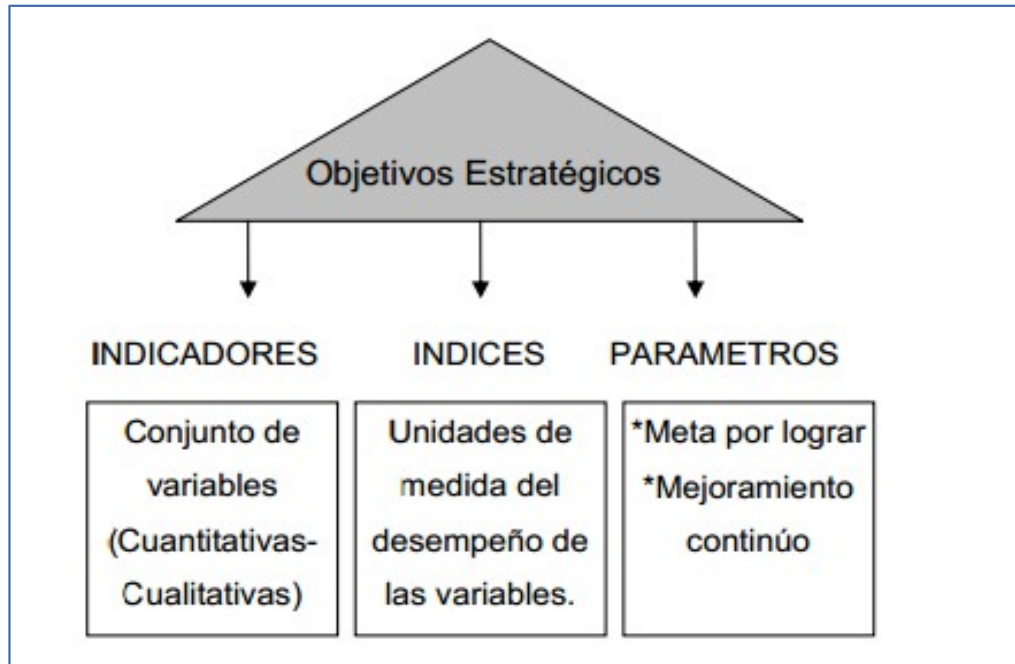 Objetivos Estratégicos
INDICADORES
INDICES
PARAMETROS
Conjunto de
variables
(Cuantitativas-
Cualitativas)
Unidades de
medida del
desempeño de
las variables.
*Meta por lograr
*Mejoramiento
continúo